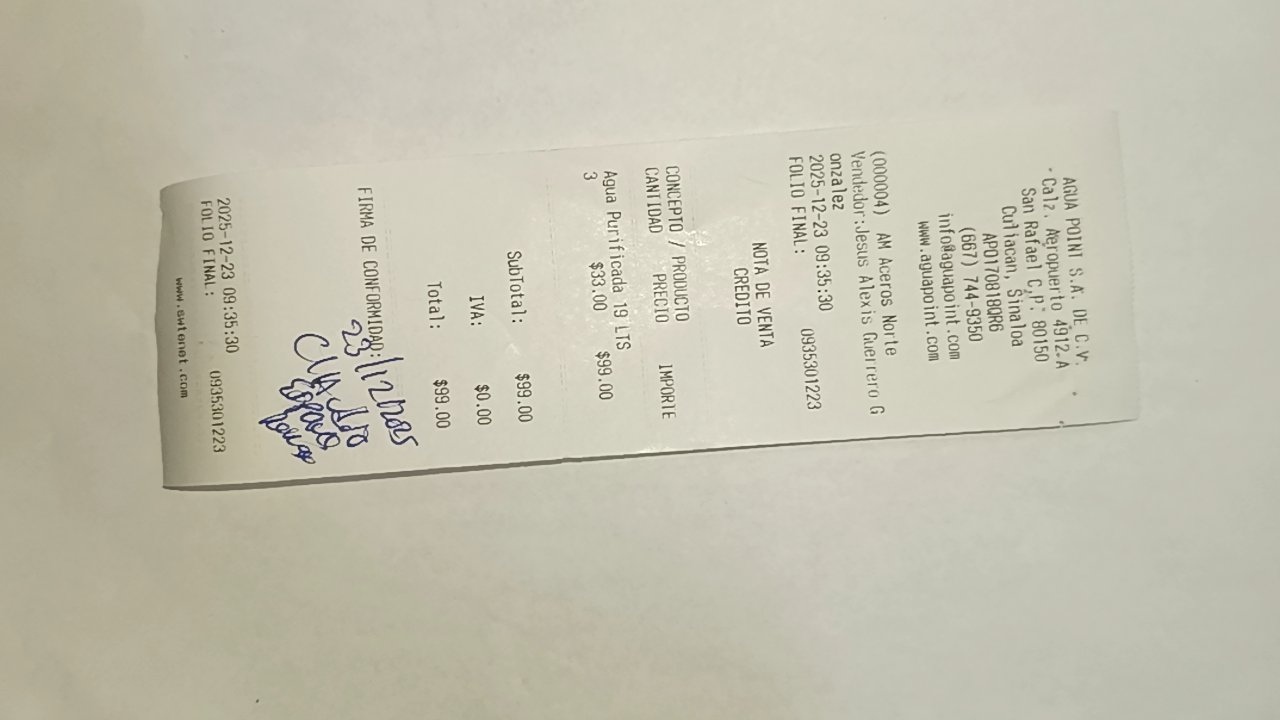 AGUA POINT S.A. DE C.V.
Calz. Aeropuerto 4912-A
San Rafael C.P. 80150
Culiacan, Sinaloa
APO170818QR6
(667) 744-9350
info@aguapoint.com
www.aguapoint.com
(000004) AM Aceros Norte
Vendedor:Jesus Alexis Guerrero G
onzalez
2025-12-23 09:35:30
FOLIO FINAL: 0935301223
NOTA DE VENTA
CREDITO
CONCEPTO / PRODUCTO
CANTIDAD PRECIO IMPORTE
Agua Purificada 19 LTS
3 $33.00 $99.00
SubTotal: $99.00
IVA: $0.00
Total: $99.00
FIRMA DE CONFORMIDAD:
23/12/2025
2025-12-23 09:35:30
FOLIO FINAL: 0935301223
www.swtenet.com